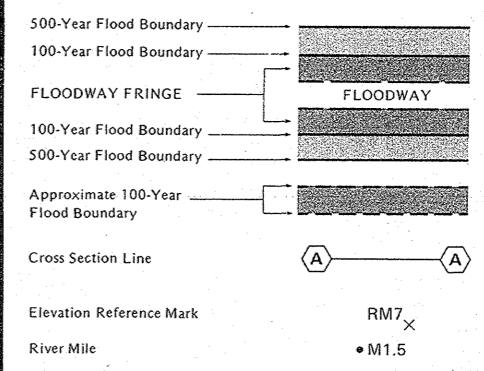 500-Year Flood Boundary
100-Year Flood Boundary
FLOODWAY FRINGE
FLOODWAY
100-Year Flood Boundary
500-Year Flood Boundary
Approximate 100-Year
Flood Boundary
Cross Section Line
A A
Elevation Reference Mark
RM7
River Mile
M1.5